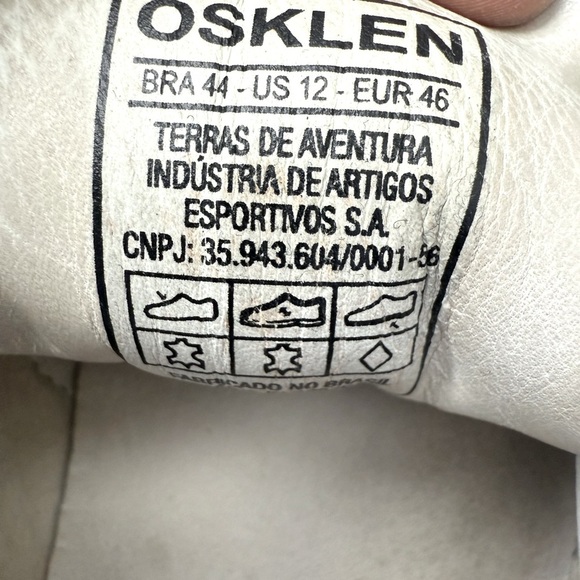 OSKLEN
BRA 44 - US 12 - EUR 46
TERRAS DE AVENTURA
INDÚSTRIA DE ARTIGOS
ESPORTIVOS S.A.
CNPJ: 35.943.604/0001-56
FABRICADO NO BRASIL